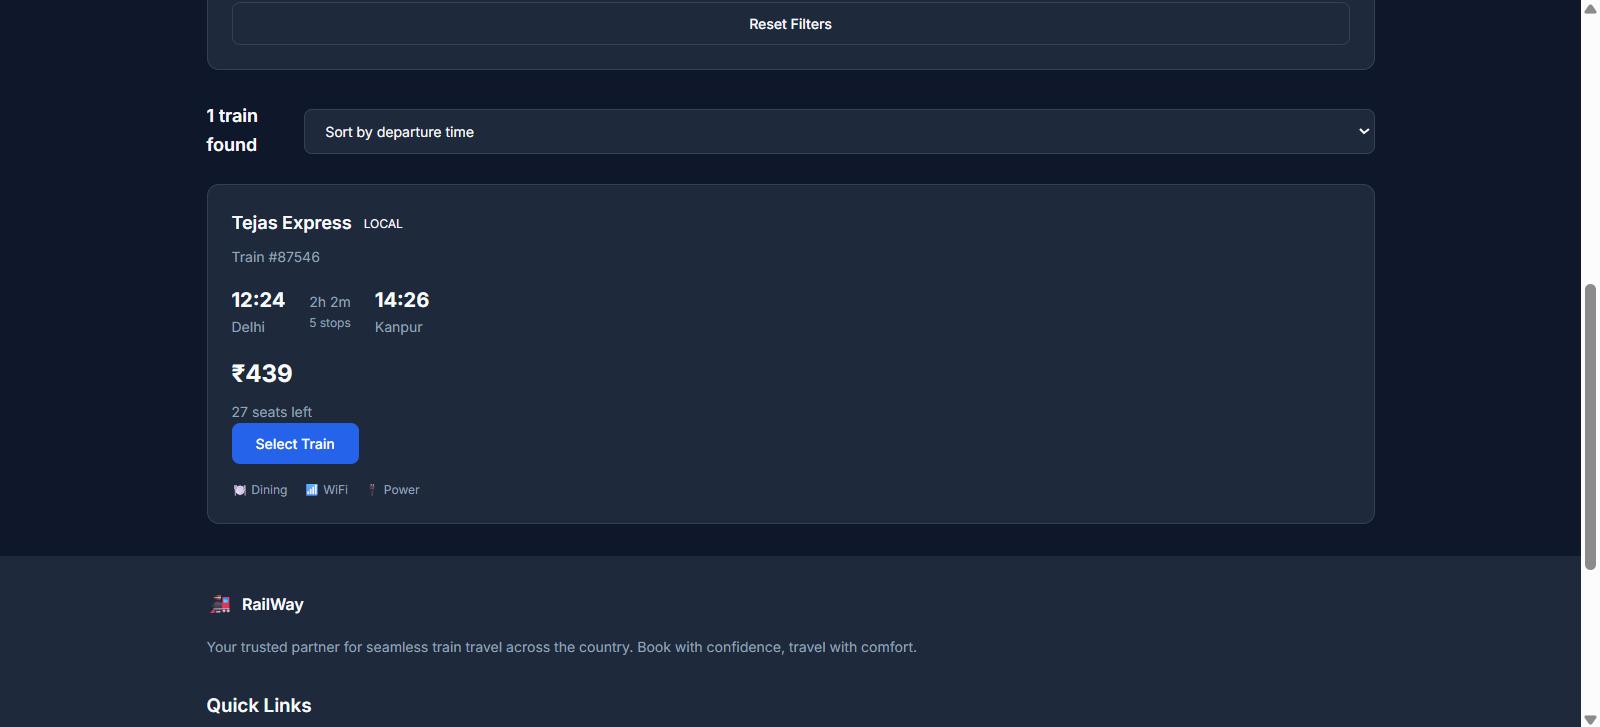 Reset Filters
1 train
found
Sort by departure time
Tejas Express LOCAL
Train #87546
12:24 2h 2m 14:26
Delhi 5 stops Kanpur
₹439
27 seats left
Select Train
Dining WiFi Power
RailWay
Your trusted partner for seamless train travel across the country. Book with confidence, travel with comfort.
Quick Links